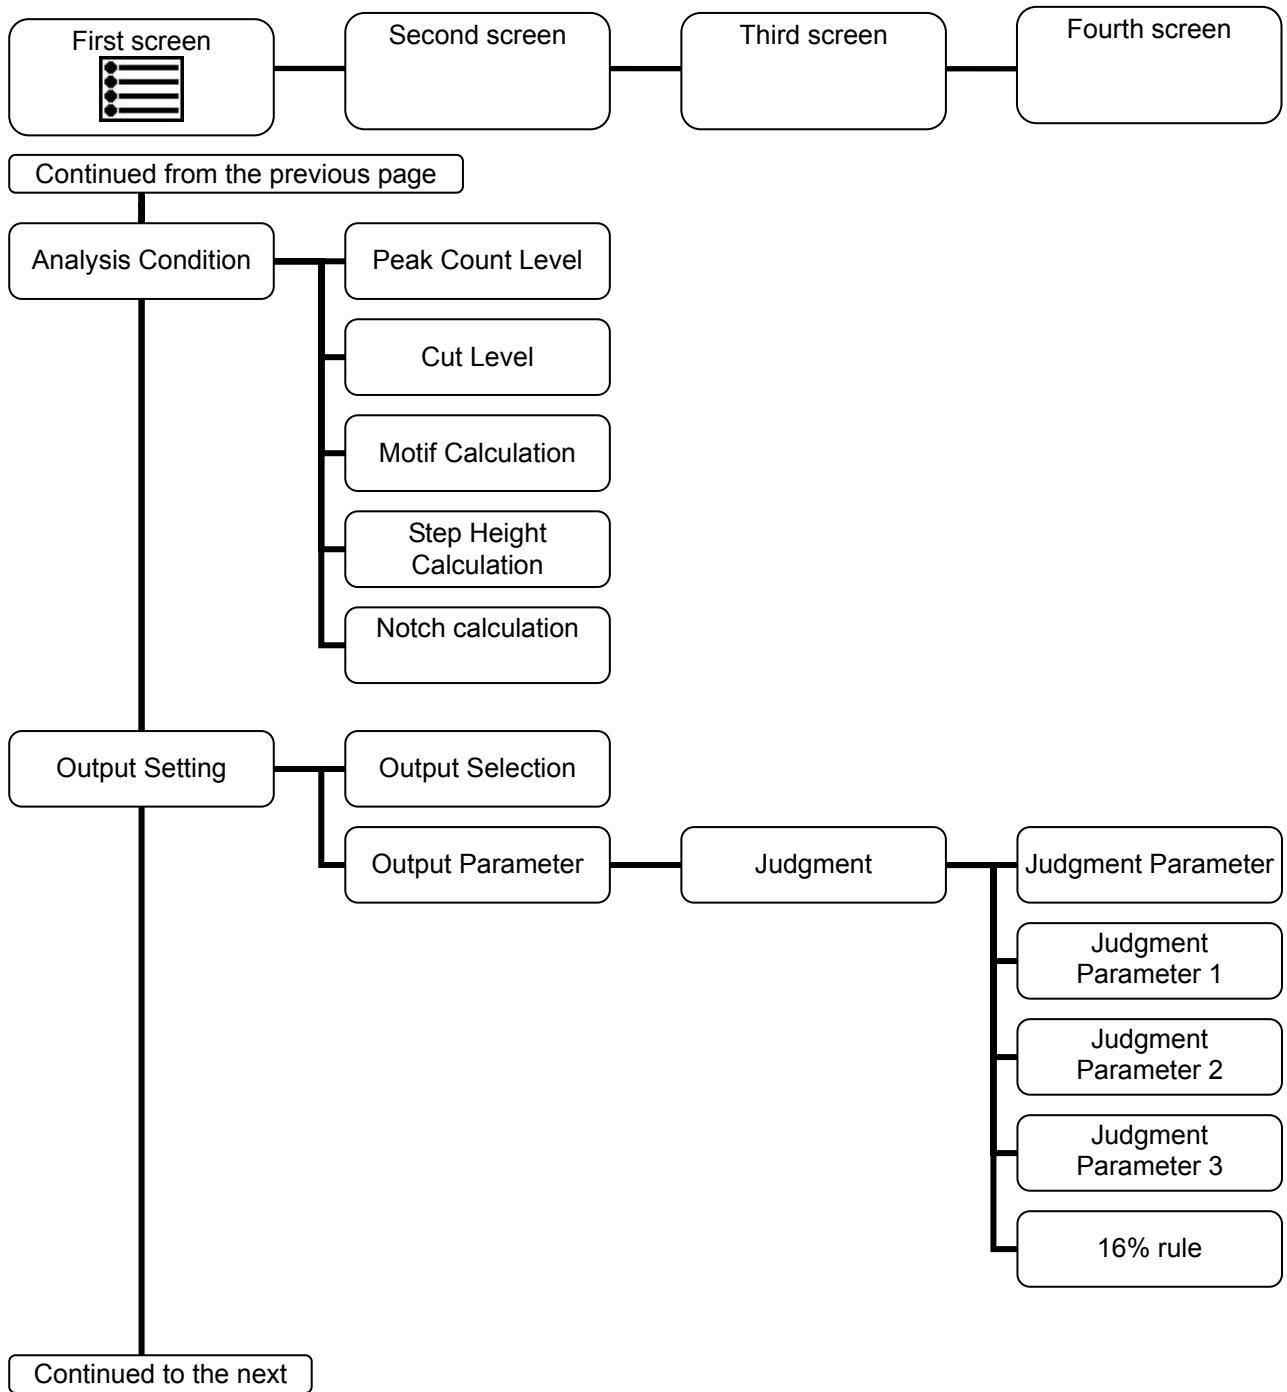 First screen
Second screen
Third screen
Fourth screen
Continued from the previous page
Analysis Condition
Peak Count Level
Cut Level
Motif Calculation
Step Height
Calculation
Notch calculation
Output Setting
Output Selection
Output Parameter
Judgment
Judgment Parameter
Judgment
Parameter 1
Judgment
Parameter 2
Judgment
Parameter 3
16% rule
Continued to the next